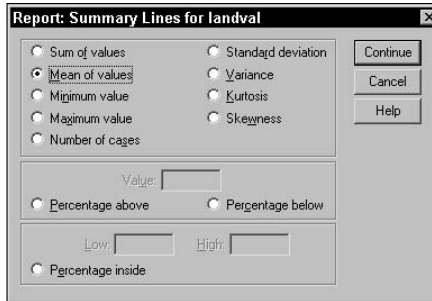 Report: Summary Lines for landval
Sum of values
Standard deviation
Continue
Mean of values
Variance
Cancel
Minimum value
Kurtosis
Help
Maximum value
Skewness
Number of cases
Value:
Percentage above
Percentage below
Low:
High:
Percentage inside